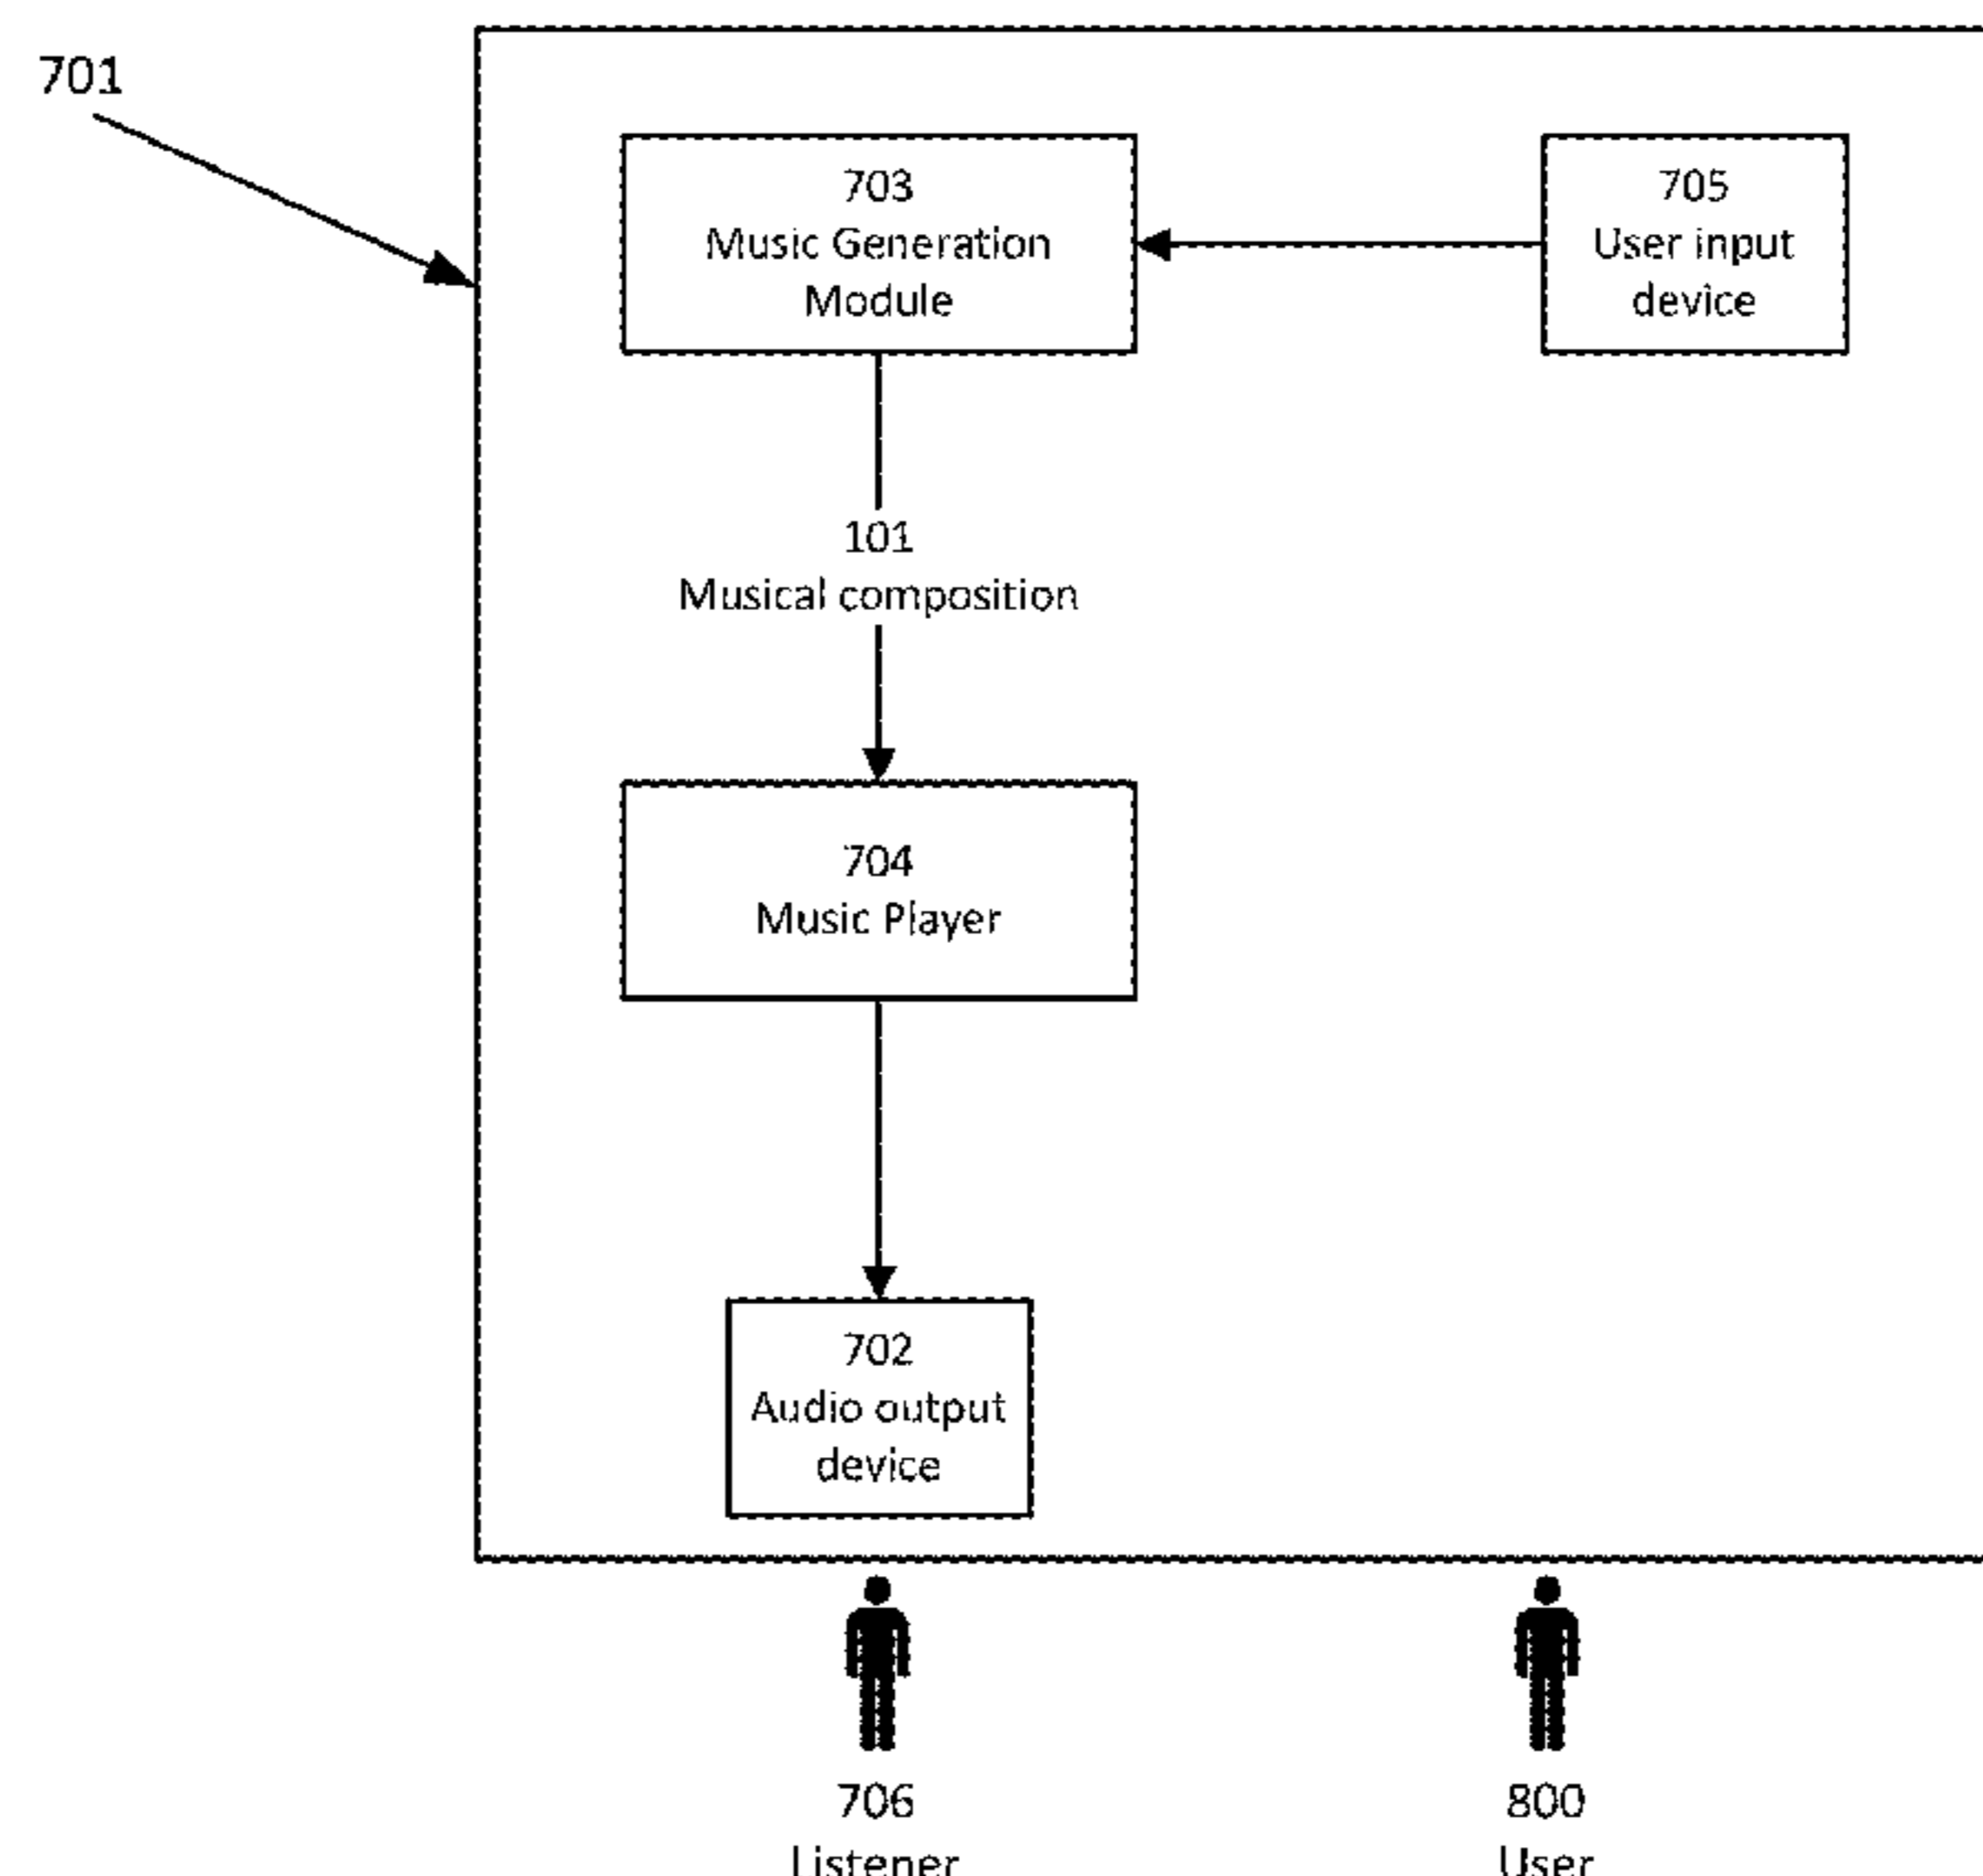 701
703
Music Generation
Module
705
User input
device
101
Musical composition
704
Music Player
702
Audio output
device
706
Listener
800
User